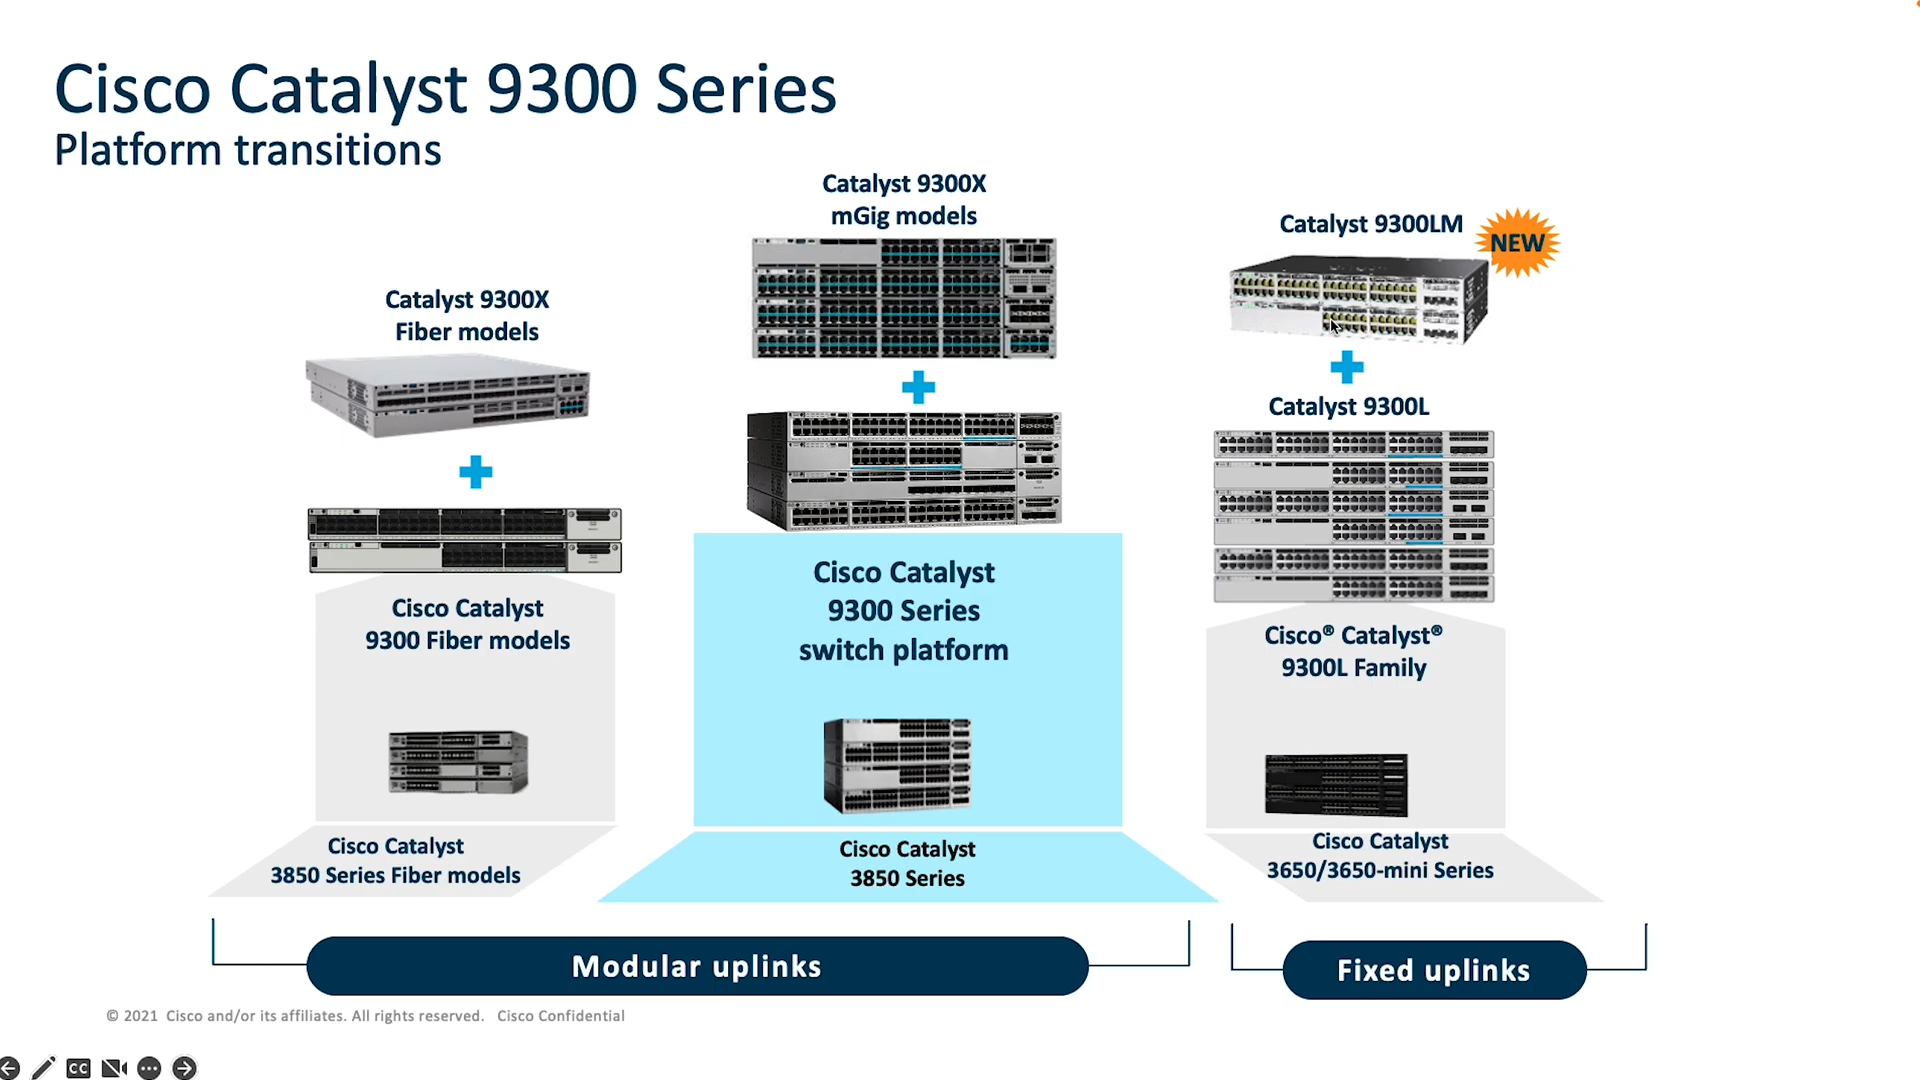 Cisco Catalyst 9300 Series
Platform transitions
Catalyst 9300X
Fiber models
Cisco Catalyst
9300 Fiber models
Cisco Catalyst
3850 Series Fiber models
Catalyst 9300X
mGig models
Cisco Catalyst
9300 Series
switch platform
Cisco Catalyst
3850 Series
Catalyst 9300LM
NEW
Catalyst 9300L
Cisco® Catalyst®
9300L Family
Cisco Catalyst
3650/3650-mini Series
Modular uplinks
Fixed uplinks
© 2021 Cisco and/or its affiliates. All rights reserved. Cisco Confidential
CC